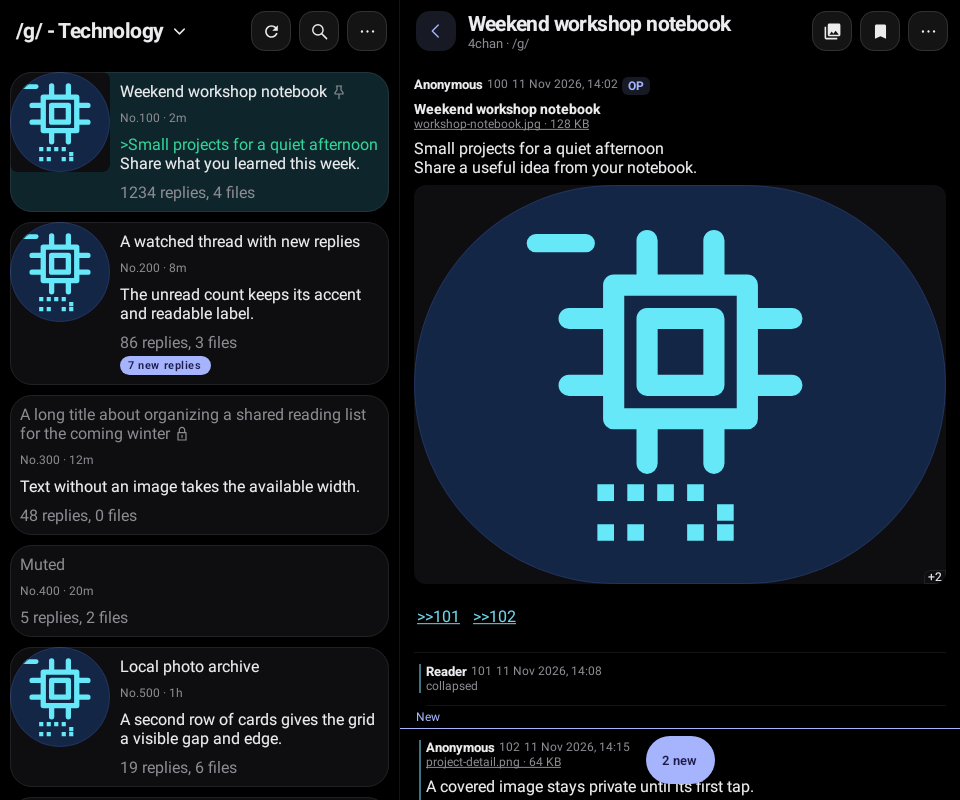 /g/ - Technology
Weekend workshop notebook
No.100 · 2m
>Small projects for a quiet afternoon
Share what you learned this week.
1234 replies, 4 files
A watched thread with new replies
No.200 · 8m
The unread count keeps its accent
and readable label.
86 replies, 3 files
7 new replies
A long title about organizing a shared reading list
for the coming winter
No.300 · 12m
Text without an image takes the available width.
48 replies, 0 files
Muted
No.400 · 20m
5 replies, 2 files
Local photo archive
No.500 · 1h
A second row of cards gives the grid
a visible gap and edge.
19 replies, 6 files
Weekend workshop notebook
4chan · /g/
Anonymous 100 11 Nov 2026, 14:02 OP
Weekend workshop notebook
workshop-notebook.jpg · 128 KB
Small projects for a quiet afternoon
Share a useful idea from your notebook.
+2
>>101 >>102
Reader 101 11 Nov 2026, 14:08
collapsed
New
Anonymous 102 11 Nov 2026, 14:15
project-detail.png · 64 KB
2 new
A covered image stays private until its first tap.